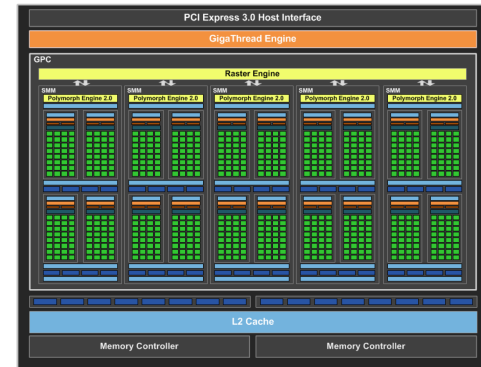 PCI Express 3.0 Host Interface
GigaThread Engine
GPC
Raster Engine
SMM SMM SMM SMM SMM
Polymorph Engine 2.0 Polymorph Engine 2.0 Polymorph Engine 2.0 Polymorph Engine 2.0 Polymorph Engine 2.0
L2 Cache
Memory Controller Memory Controller